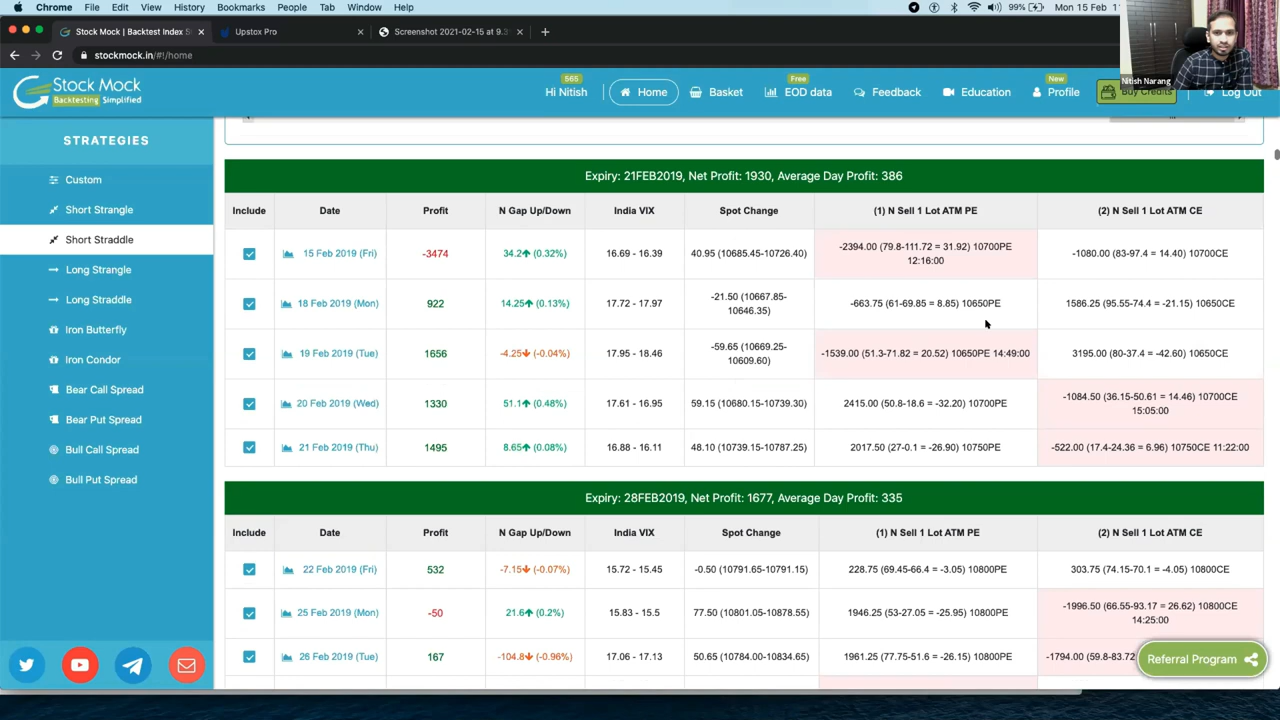 Chrome File Edit View History Bookmarks People Tab Window Help 99% Mon 15 Feb
Stock Mock | Backtest Index S Upstox Pro Screenshot 2021-02-15 at 9.3
stockmock.in/#!/home
Nitish Narang
Stock Mock
Backtesting Simplified
565 Free New
Hi Nitish Home Basket EOD data Feedback Education Profile Buy Credits Log Out
STRATEGIES
Custom
Short Strangle
Short Straddle
Long Strangle
Long Straddle
Iron Butterfly
Iron Condor
Bear Call Spread
Bear Put Spread
Bull Call Spread
Bull Put Spread
Expiry: 21FEB2019, Net Profit: 1930, Average Day Profit: 386
Include Date Profit N Gap Up/Down India VIX Spot Change (1) N Sell 1 Lot ATM PE (2) N Sell 1 Lot ATM CE
15 Feb 2019 (Fri) -3474 34.2↑ (0.32%) 16.69 - 16.39 40.95 (10685.45-10726.40) -2394.00 (79.8-111.72 = 31.92) 10700PE 12:16:00 -1080.00 (83-97.4 = 14.40) 10700CE
18 Feb 2019 (Mon) 922 14.25↑ (0.13%) 17.72 - 17.97 -21.50 (10667.85-10646.35) -663.75 (61-69.85 = 8.85) 10650PE 1586.25 (95.55-74.4 = -21.15) 10650CE
19 Feb 2019 (Tue) 1656 -4.25↓ (-0.04%) 17.95 - 18.46 -59.65 (10669.25-10609.60) -1539.00 (51.3-71.82 = 20.52) 10650PE 14:49:00 3195.00 (80-37.4 = -42.60) 10650CE
20 Feb 2019 (Wed) 1330 51.1↑ (0.48%) 17.61 - 16.95 59.15 (10680.15-10739.30) 2415.00 (50.8-18.6 = -32.20) 10700PE -1084.50 (36.15-50.61 = 14.46) 10700CE 15:05:00
21 Feb 2019 (Thu) 1495 8.65↑ (0.08%) 16.88 - 16.11 48.10 (10739.15-10787.25) 2017.50 (27-0.1 = -26.90) 10750PE -522.00 (17.4-24.36 = 6.96) 10750CE 11:22:00
Expiry: 28FEB2019, Net Profit: 1677, Average Day Profit: 335
Include Date Profit N Gap Up/Down India VIX Spot Change (1) N Sell 1 Lot ATM PE (2) N Sell 1 Lot ATM CE
22 Feb 2019 (Fri) 532 -7.15↓ (-0.07%) 15.72 - 15.45 -0.50 (10791.65-10791.15) 228.75 (69.45-66.4 = -3.05) 10800PE 303.75 (74.15-70.1 = -4.05) 10800CE
25 Feb 2019 (Mon) -50 21.6↑ (0.2%) 15.83 - 15.5 77.50 (10801.05-10878.55) 1946.25 (53-27.05 = -25.95) 10800PE -1996.50 (66.55-93.17 = 26.62) 10800CE 14:25:00
26 Feb 2019 (Tue) 167 -104.8↓ (-0.96%) 17.06 - 17.13 50.65 (10784.00-10834.65) 1961.25 (77.75-51.6 = -26.15) 10800PE -1794.00 (59.8-83.72
Referral Program